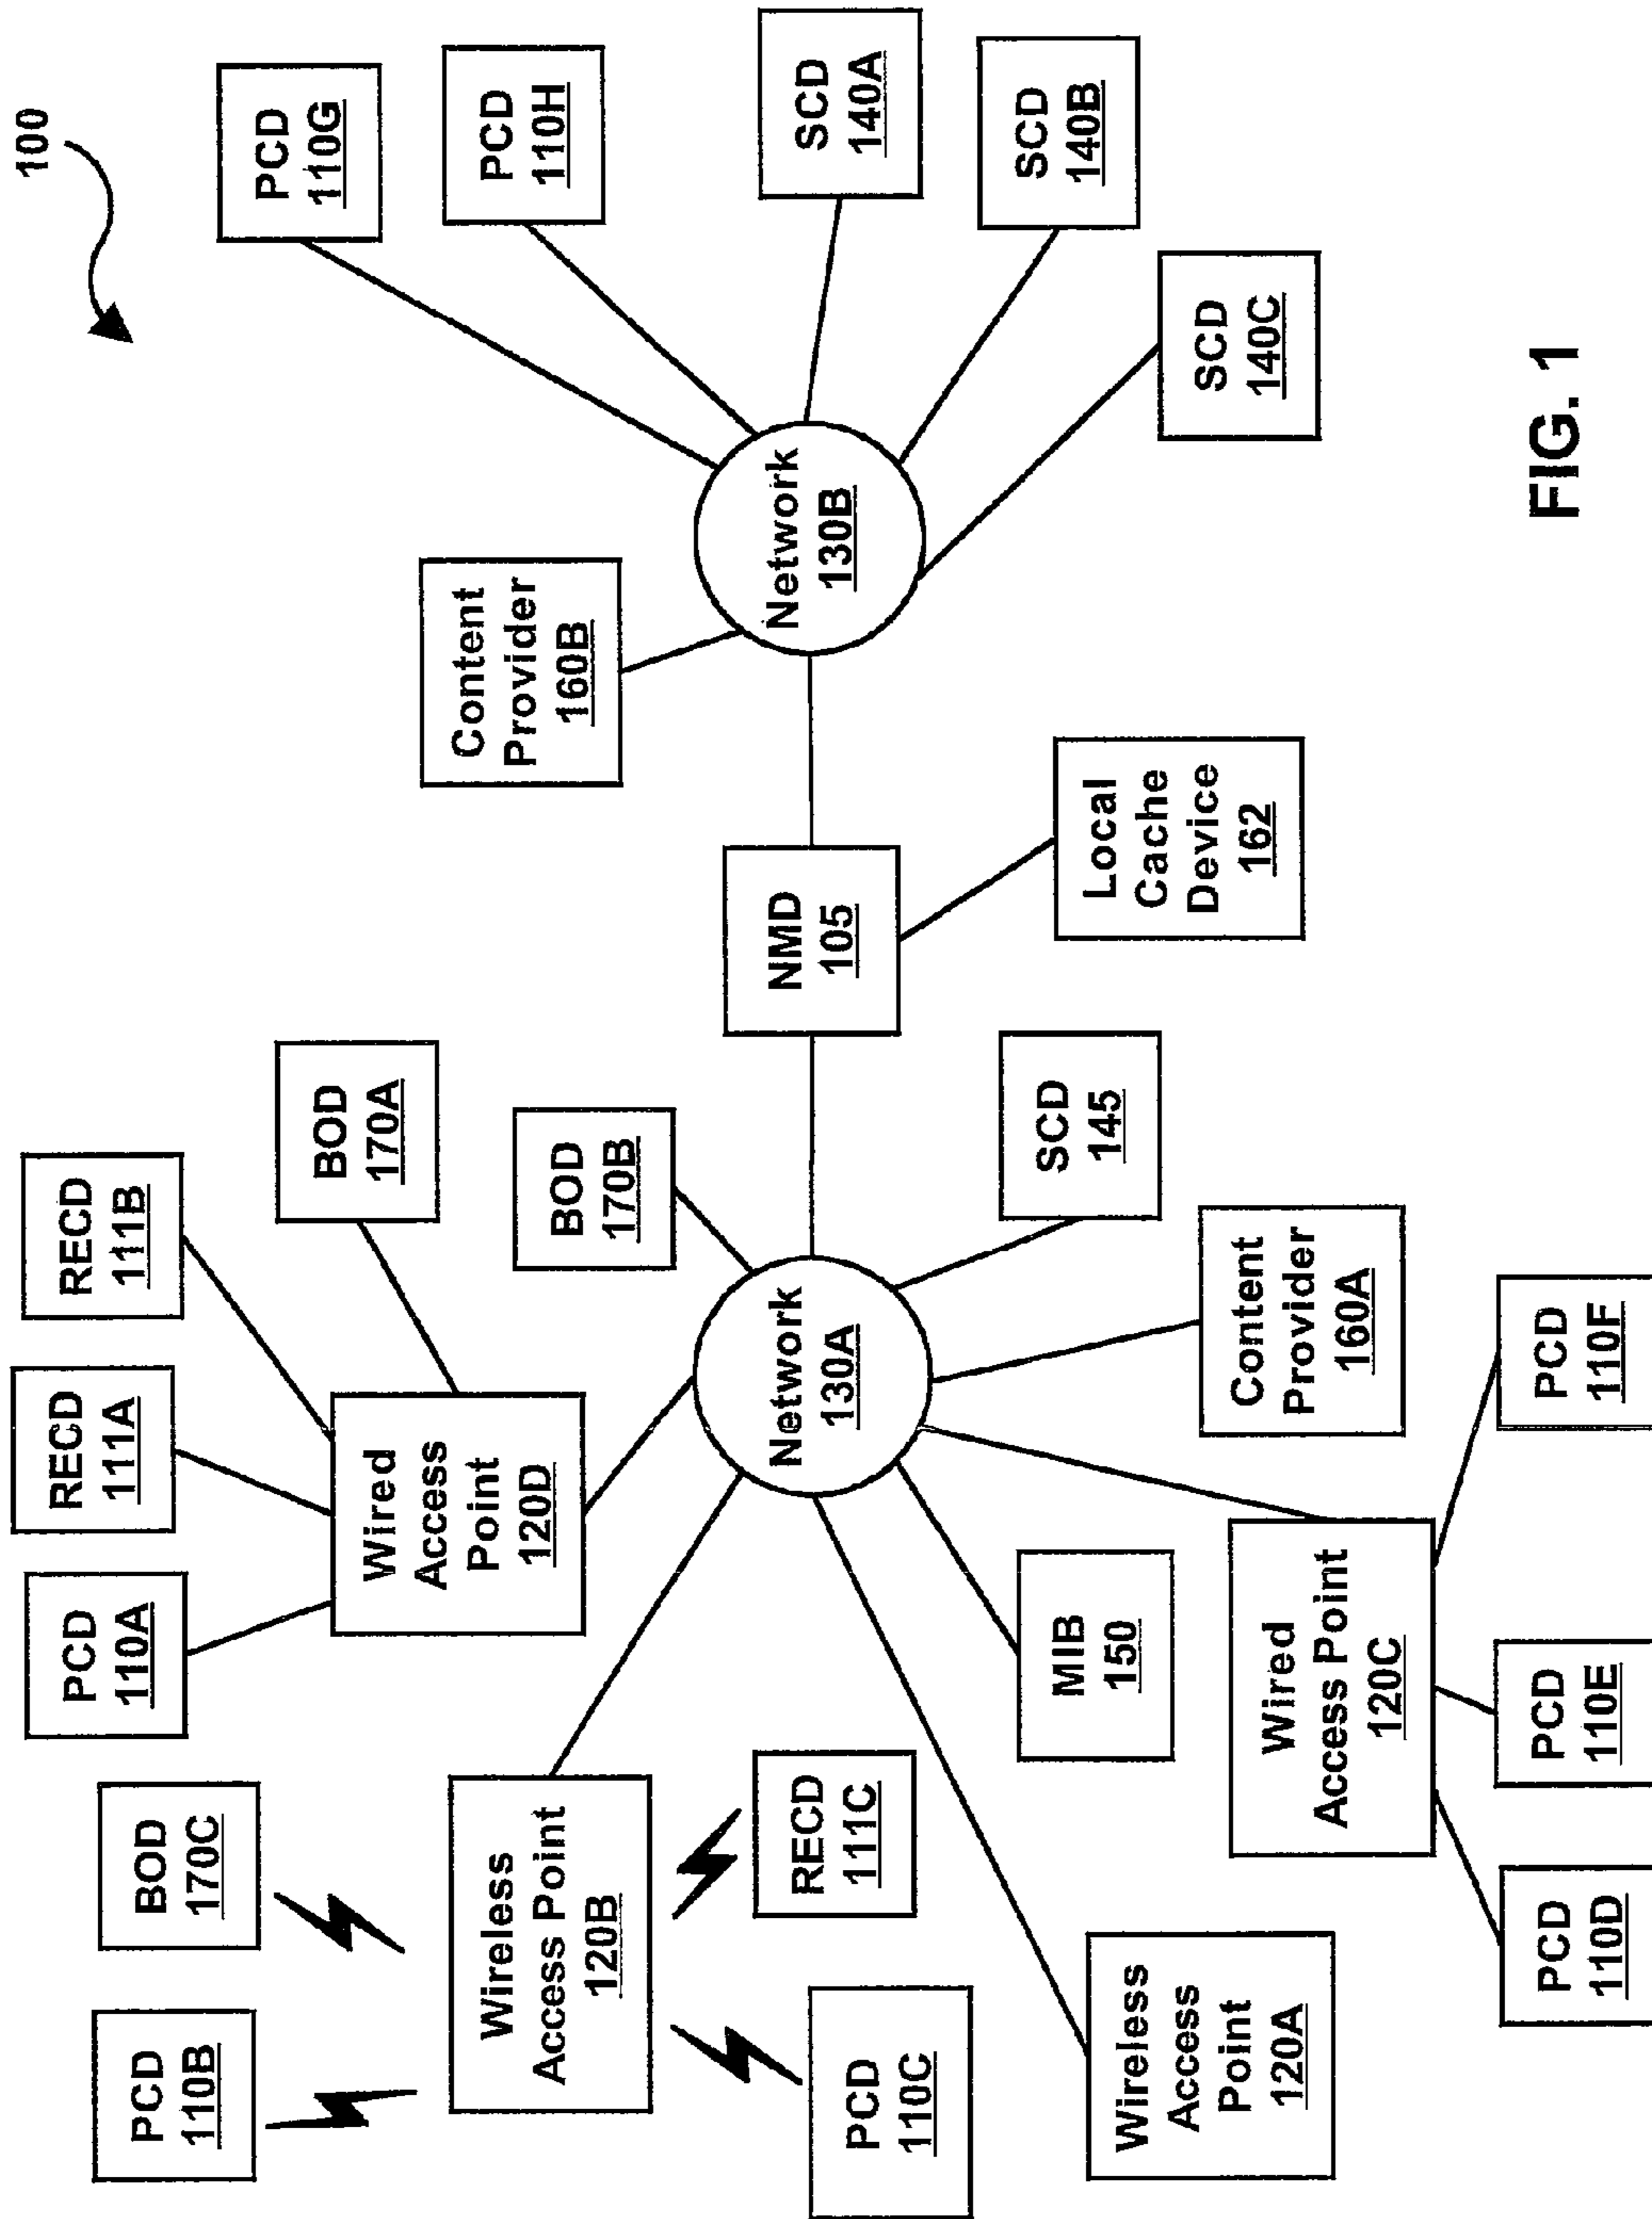 100
PCD
110B
BOD
170C
PCD
110A
RECD
111A
RECD
111B
BOD
170A
PCD
110G
PCD
110H
Content
Provider
160B
Wireless
Access Point
120B
Wired
Access
Point
120D
BOD
170B
PCD
110C
RECD
111C
Network
130A
NMD
105
Network
130B
SCD
140A
SCD
140B
SCD
140C
Wireless
Access
Point
120A
MIB
150
SCD
145
Local
Cache
Device
162
Wired
Access Point
120C
Content
Provider
160A
PCD
110D
PCD
110E
PCD
110F
FIG. 1